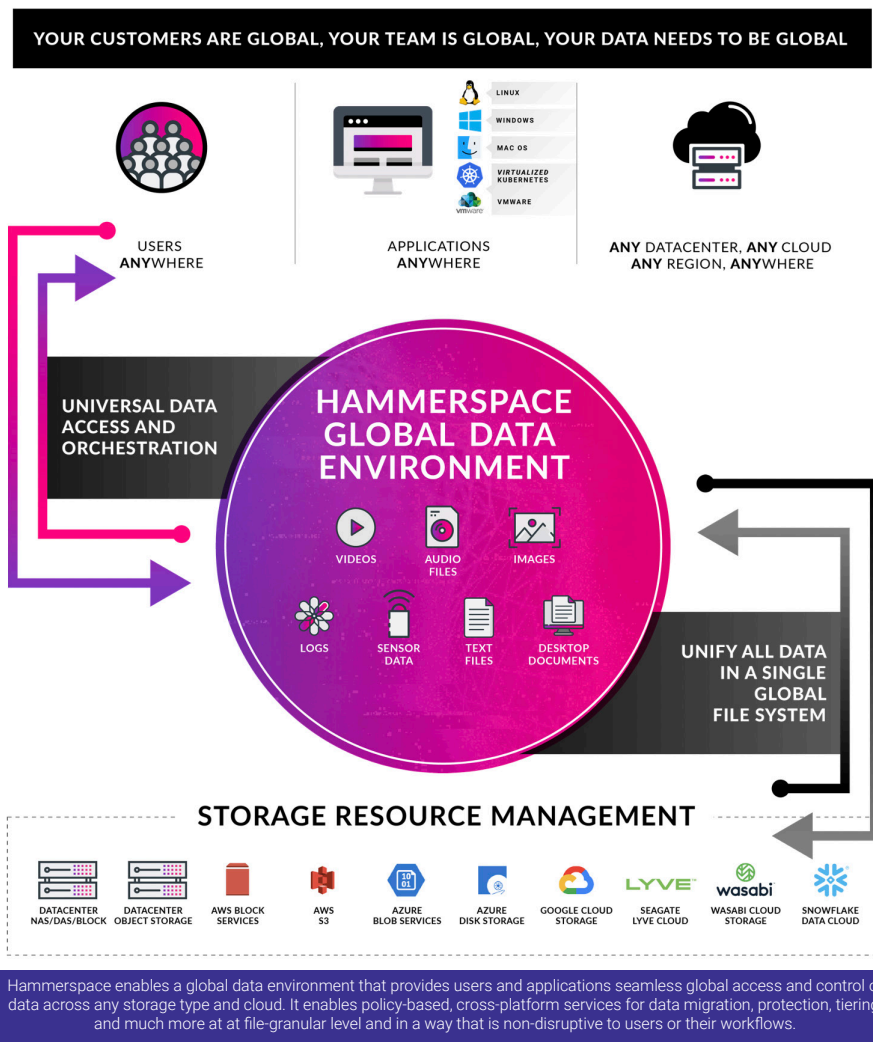 YOUR CUSTOMERS ARE GLOBAL, YOUR TEAM IS GLOBAL, YOUR DATA NEEDS TO BE GLOBAL
LINUX
WINDOWS
MAC OS
VIRTUALIZED
KUBERNETES
vmware
VMWARE
USERS
ANYWHERE
APPLICATIONS
ANYWHERE
ANY DATACENTER, ANY CLOUD
ANY REGION, ANYWHERE
UNIVERSAL DATA
ACCESS AND
ORCHESTRATION
HAMMERSPACE
GLOBAL DATA
ENVIRONMENT
VIDEOS
AUDIO
FILES
IMAGES
LOGS
SENSOR
DATA
TEXT
FILES
DESKTOP
DOCUMENTS
UNIFY ALL DATA
IN A SINGLE
GLOBAL
FILE SYSTEM
STORAGE RESOURCE MANAGEMENT
DATACENTER
NAS/DAS/BLOCK
DATACENTER
OBJECT STORAGE
AWS BLOCK
SERVICES
AWS
S3
10
01
AZURE
BLOB SERVICES
AZURE
DISK STORAGE
GOOGLE CLOUD
STORAGE
LYVE™
SEAGATE
LYVE CLOUD
wasabi
WASABI CLOUD
STORAGE
SNOWFLAKE
DATA CLOUD
Hammerspace enables a global data environment that provides users and applications seamless global access and control
data across any storage type and cloud. It enables policy-based, cross-platform services for data migration, protection, tiering
and much more at at file-granular level and in a way that is non-disruptive to users or their workflows.